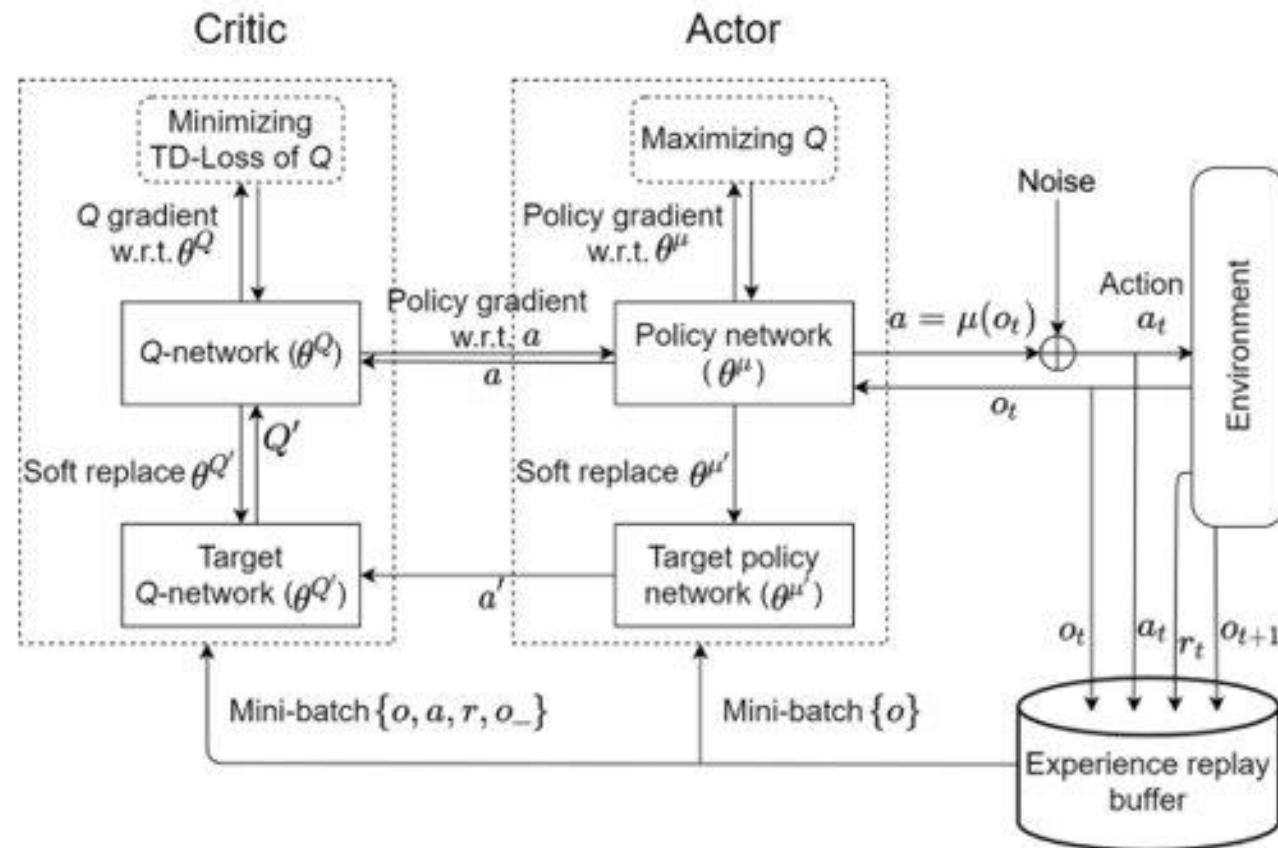 Critic
Actor
Minimizing
TD-Loss of Q
Maximizing Q
Noise
Q gradient
w.r.t. θ^Q
Policy gradient
w.r.t. θ^μ
Environment
Action
a_t
Policy gradient
w.r.t. a
a
Q-network (θ^Q)
Policy network
(θ^μ)
a = μ(o_t)
o_t
Q′
Soft replace θ^Q′
Soft replace θ^μ′
Target
Q-network (θ^Q′)
a′
Target policy
network (θ^μ′)
o_t
a_t
r_t
o_{t+1}
Mini-batch {o, a, r, o_}
Mini-batch {o}
Experience replay
buffer